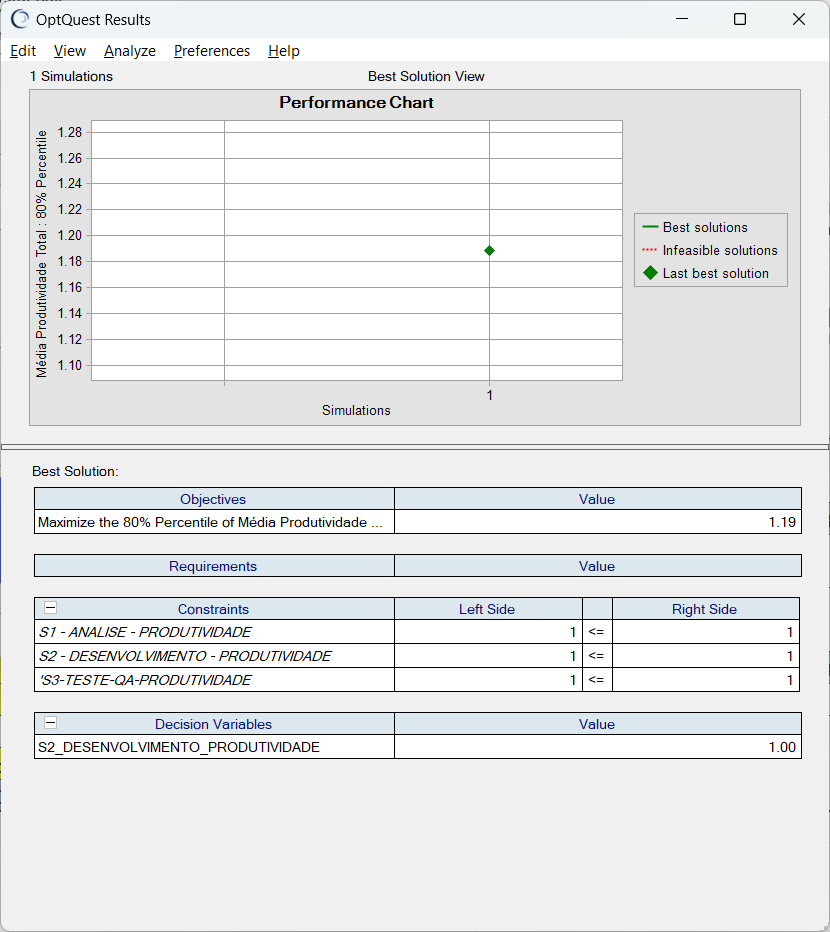 OptQuest Results
Edit View Analyze Preferences Help
1 Simulations Best Solution View
Performance Chart
Média Produtividade Total : 80% Percentile
1.28
1.26
1.24
1.22
1.20
1.18
1.16
1.14
1.12
1.10
1
Simulations
Best solutions
Infeasible solutions
Last best solution
Best Solution:
Objectives Value
Maximize the 80% Percentile of Média Produtividade ... 1.19
Requirements Value
Constraints Left Side Right Side
S1 - ANALISE - PRODUTIVIDADE 1 <= 1
S2 - DESENVOLVIMENTO - PRODUTIVIDADE 1 <= 1
'S3-TESTE-QA-PRODUTIVIDADE 1 <= 1
Decision Variables Value
S2_DESENVOLVIMENTO_PRODUTIVIDADE 1.00